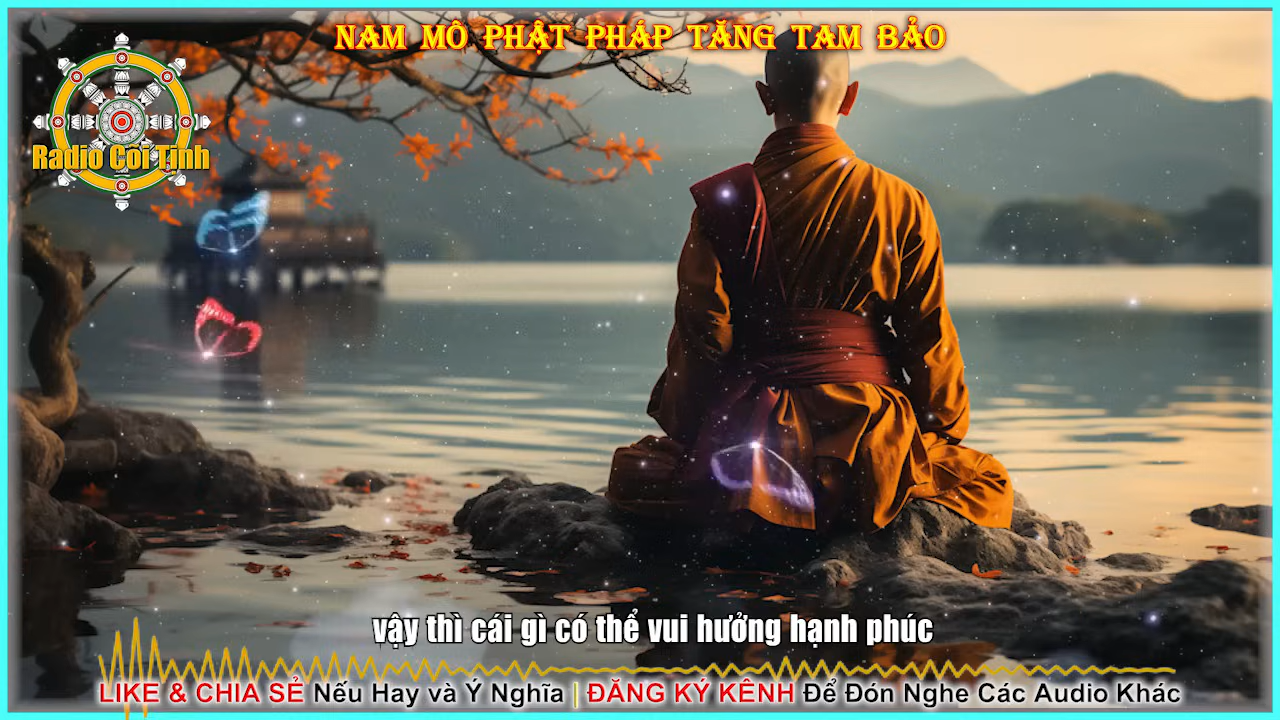 NAM MÔ PHẬT PHÁP TĂNG TAM BẢO
Radio Cõi Tịnh
vậy thì cái gì có thể vui hưởng hạnh phúc
LIKE & CHIA SẺ Nếu Hay và Ý Nghĩa | ĐĂNG KÝ KÊNH Để Đón Nghe Các Audio Khác